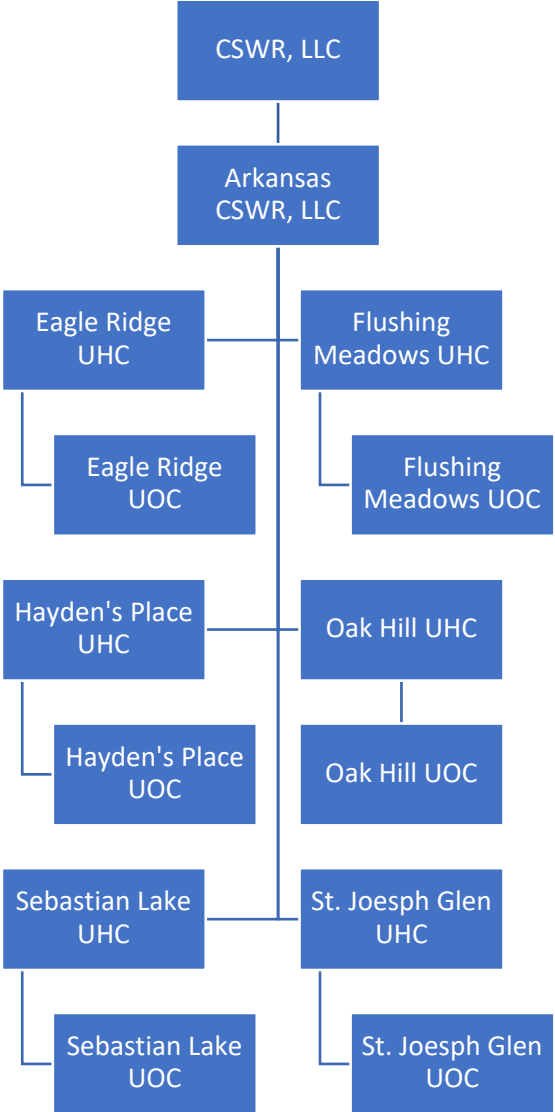 CSWR, LLC
Arkansas
CSWR, LLC
Eagle Ridge
UHC
Flushing
Meadows UHC
Eagle Ridge
UOC
Flushing
Meadows UOC
Hayden's Place
UHC
Oak Hill UHC
Hayden's Place
UOC
Oak Hill UOC
Sebastian Lake
UHC
St. Joesph Glen
UHC
Sebastian Lake
UOC
St. Joesph Glen
UOC